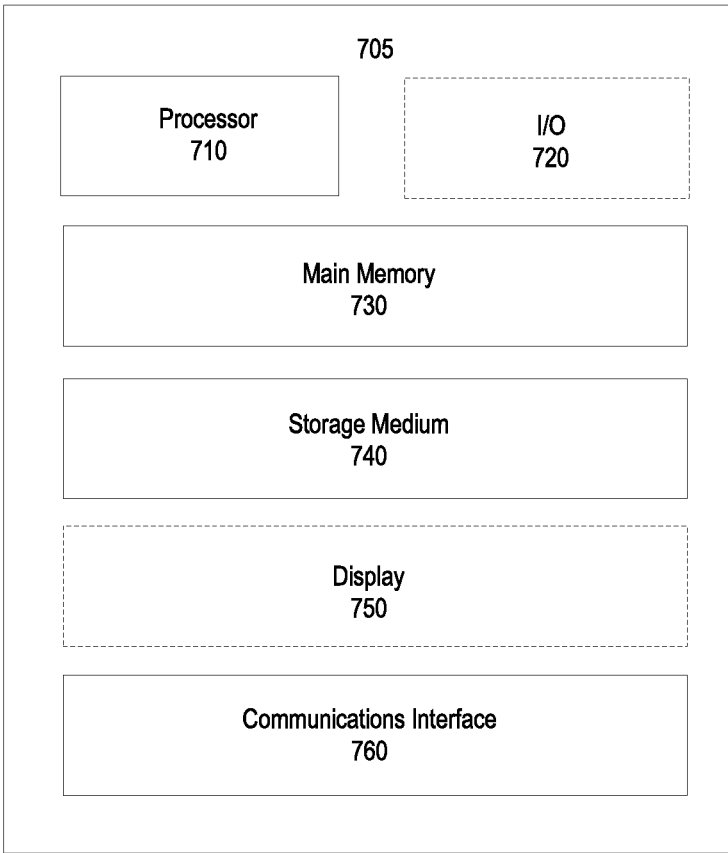 705
Processor
710
I/O
720
Main Memory
730
Storage Medium
740
Display
750
Communications Interface
760